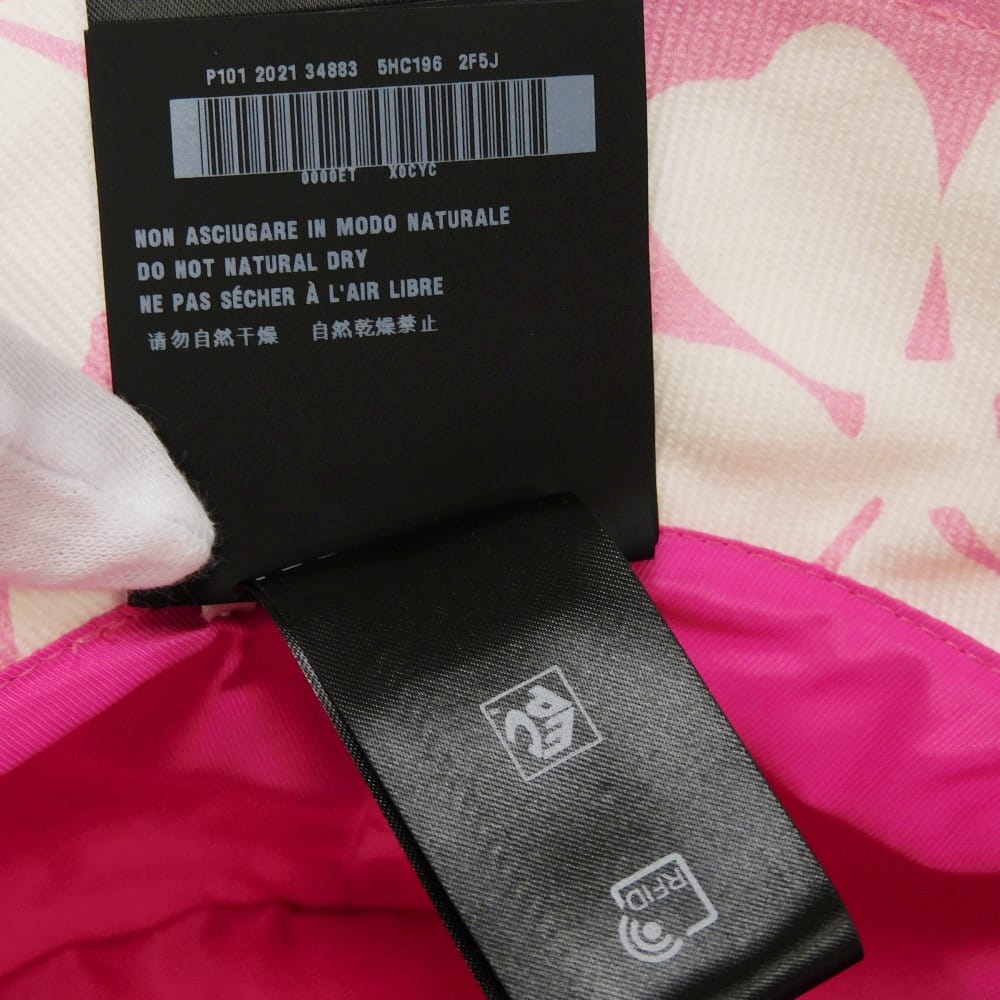 P101 2021 34883 5HC196 2F5J
0000ET X0CYC
NON ASCIUGARE IN MODO NATURALE
DO NOT NATURAL DRY
NE PAS SÉCHER À L'AIR LIBRE
请勿自然干燥 自然乾燥禁止
EPC
RFID